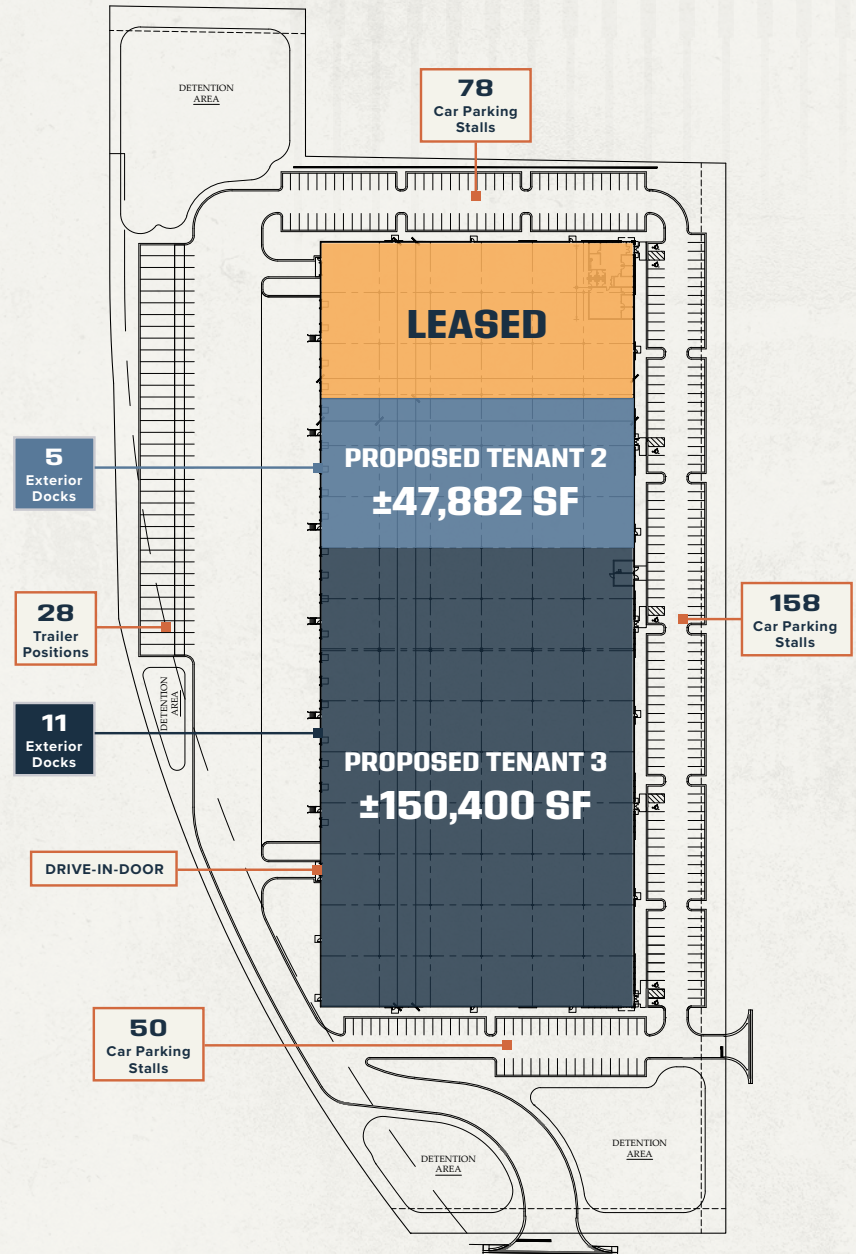 DETENTION
AREA
78
Car Parking
Stalls
LEASED
5
Exterior
Docks
PROPOSED TENANT 2
±47,882 SF
28
Trailer
Positions
158
Car Parking
Stalls
DETENTION
AREA
11
Exterior
Docks
PROPOSED TENANT 3
±150,400 SF
DRIVE-IN-DOOR
50
Car Parking
Stalls
DETENTION
AREA
DETENTION
AREA